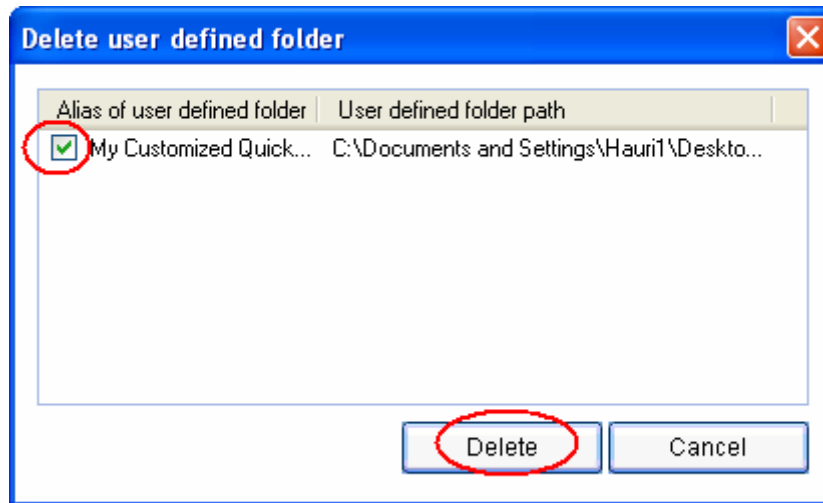 Delete user defined folder
Alias of user defined folder User defined folder path
My Customized Quick... C:\Documents and Settings\Hauri1\Deskto...
Delete Cancel